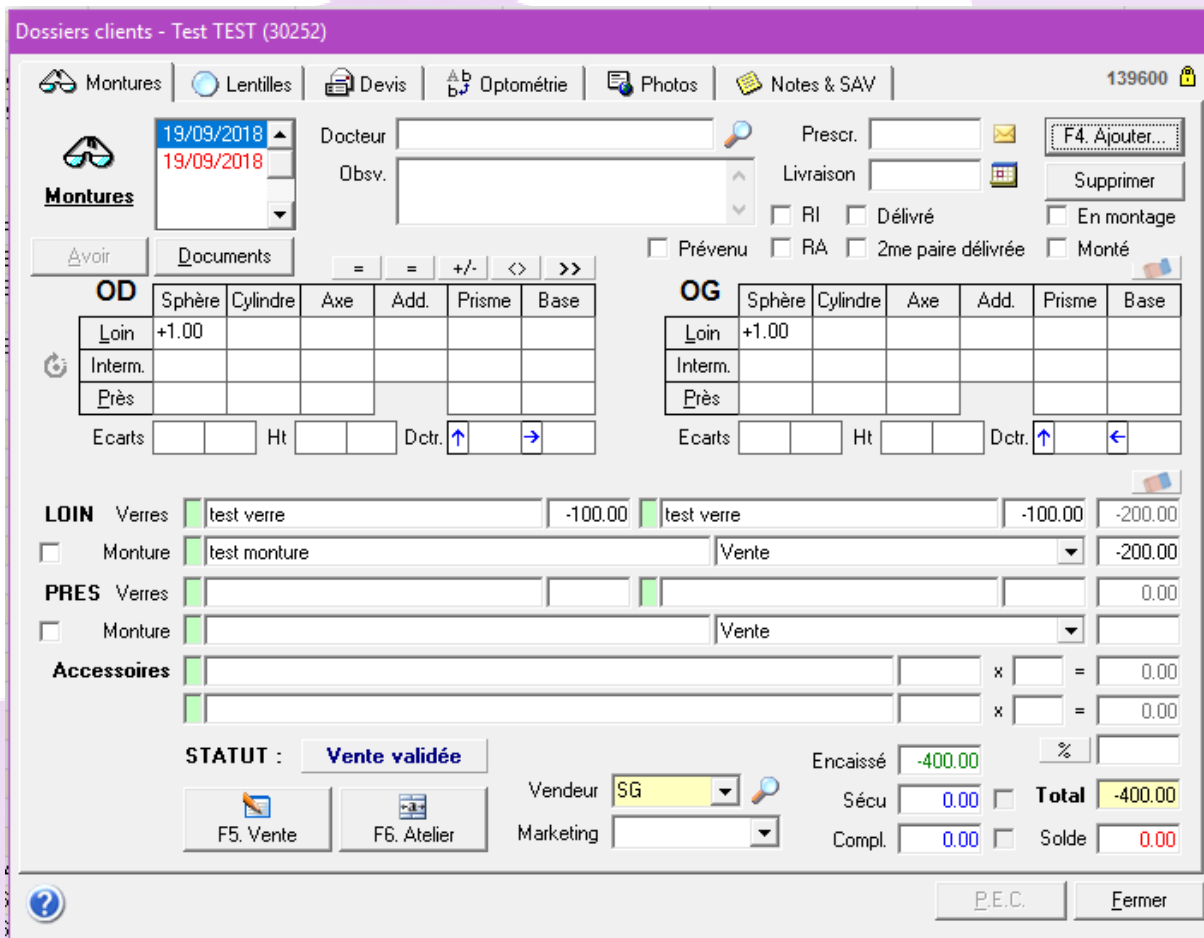 Dossiers clients - Test TEST (30252)
Montures Lentilles Devis Optométrie Photos Notes & SAV 139600
19/09/2018 Docteur Prescr. F4. Ajouter...
19/09/2018 Obsv. Livraison Supprimer
Montures RI Délivré En montage
Avoir Documents Prévenu RA 2me paire délivrée Monté
= = +/- <> >>
OD Sphère Cylindre Axe Add. Prisme Base OG Sphère Cylindre Axe Add. Prisme Base
Loin +1.00 Loin +1.00
Interm. Interm.
Près Près
Ecarts Ht Dctr. Ecarts Ht Dctr.
LOIN Verres test verre -100.00 test verre -100.00 -200.00
Monture test monture Vente -200.00
PRES Verres 0.00
Monture Vente
Accessoires x = 0.00
x = 0.00
STATUT : Vente validée Encaissé -400.00 %
Vendeur SG Sécu 0.00 Total -400.00
F5. Vente F6. Atelier Marketing Compl. 0.00 Solde 0.00
P.E.C. Fermer